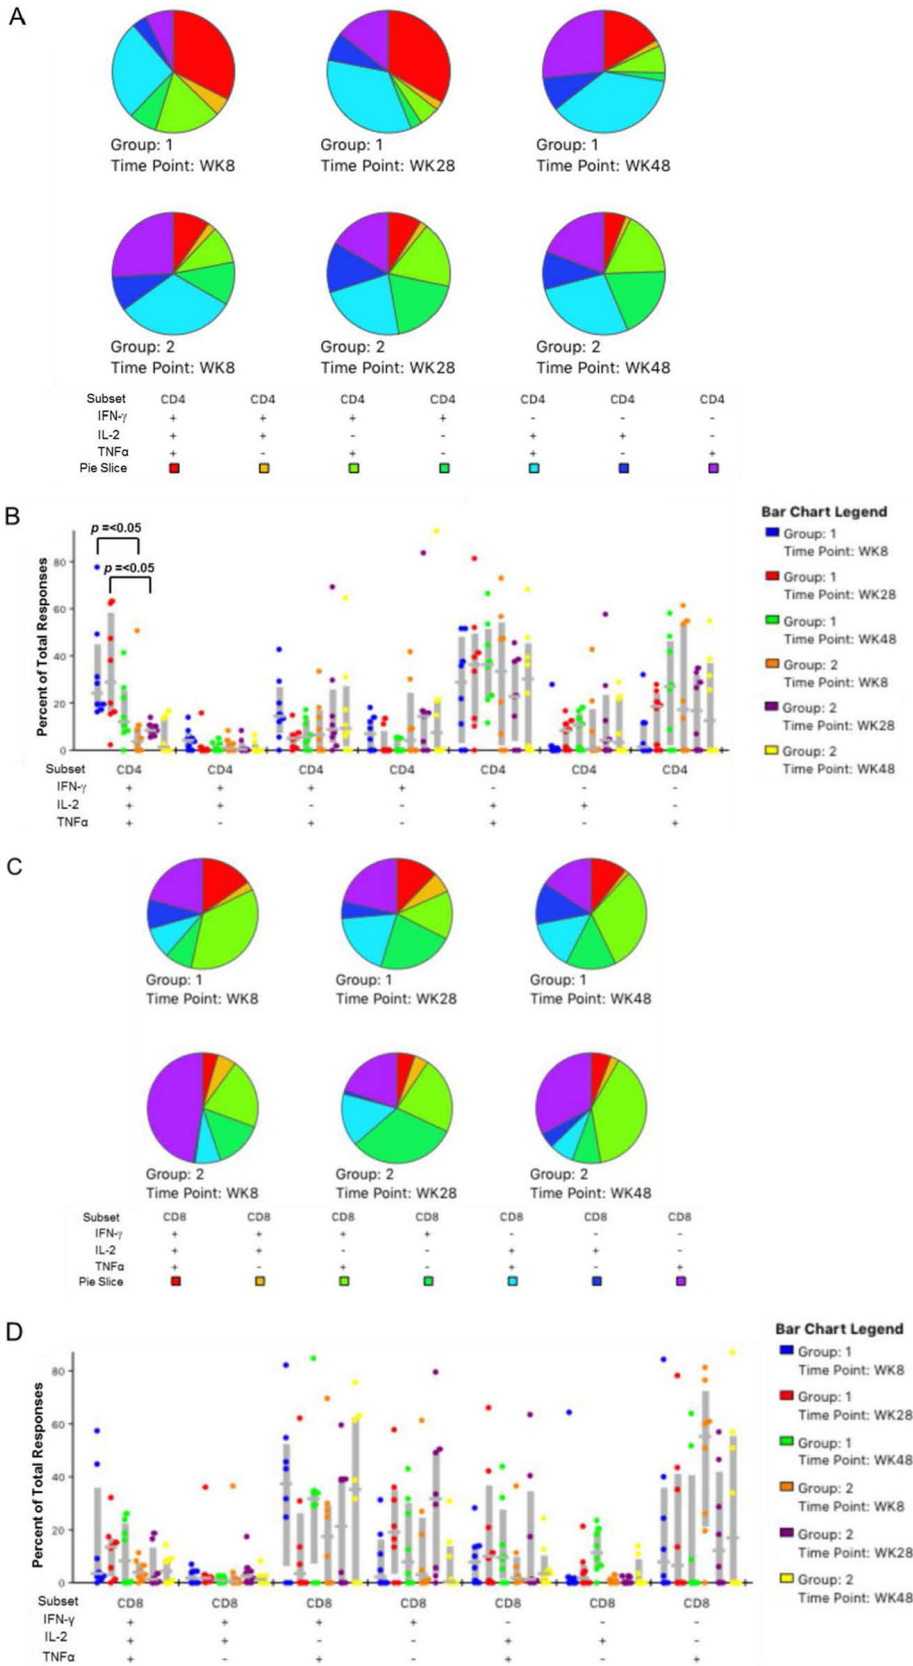 A
Group: 1
Time Point: WK8
Group: 1
Time Point: WK28
Group: 1
Time Point: WK48
Group: 2
Time Point: WK8
Group: 2
Time Point: WK28
Group: 2
Time Point: WK48
Subset CD4 CD4 CD4 CD4 CD4 CD4 CD4
IFN-γ + + + + - - -
IL-2 + + - - + + -
TNFα + - + - + - +
Pie Slice
B
Bar Chart Legend
Group: 1
Time Point: WK8
Group: 1
Time Point: WK28
Group: 1
Time Point: WK48
Group: 2
Time Point: WK8
Group: 2
Time Point: WK28
Group: 2
Time Point: WK48
p =<0.05
p =<0.05
Percent of Total Responses
80
60
40
20
0
Subset CD4 CD4 CD4 CD4 CD4 CD4 CD4
IFN-γ + + + + - - -
IL-2 + + - - + + -
TNFα + - + - + - +
C
Group: 1
Time Point: WK8
Group: 1
Time Point: WK28
Group: 1
Time Point: WK48
Group: 2
Time Point: WK8
Group: 2
Time Point: WK28
Group: 2
Time Point: WK48
Subset CD8 CD8 CD8 CD8 CD8 CD8 CD8
IFN-γ + + + + - - -
IL-2 + + - - + + -
TNFα + - + - + - +
Pie Slice
D
Bar Chart Legend
Group: 1
Time Point: WK8
Group: 1
Time Point: WK28
Group: 1
Time Point: WK48
Group: 2
Time Point: WK8
Group: 2
Time Point: WK28
Group: 2
Time Point: WK48
Percent of Total Responses
80
60
40
20
0
Subset CD8 CD8 CD8 CD8 CD8 CD8 CD8
IFN-γ + + + + - - -
IL-2 + + - - + + -
TNFα + - + - + - +